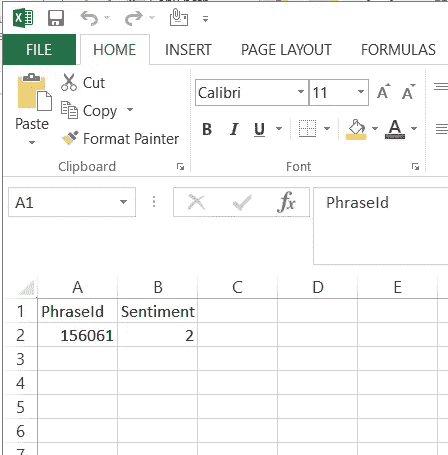 FILE HOME INSERT PAGE LAYOUT FORMULAS
Cut
Copy
Format Painter
Paste
Clipboard
Calibri 11 A A
B I U A
Font
A1 fx PhraseId
A B C D E
1 PhraseId Sentiment
2 156061 2
3
4
5
6